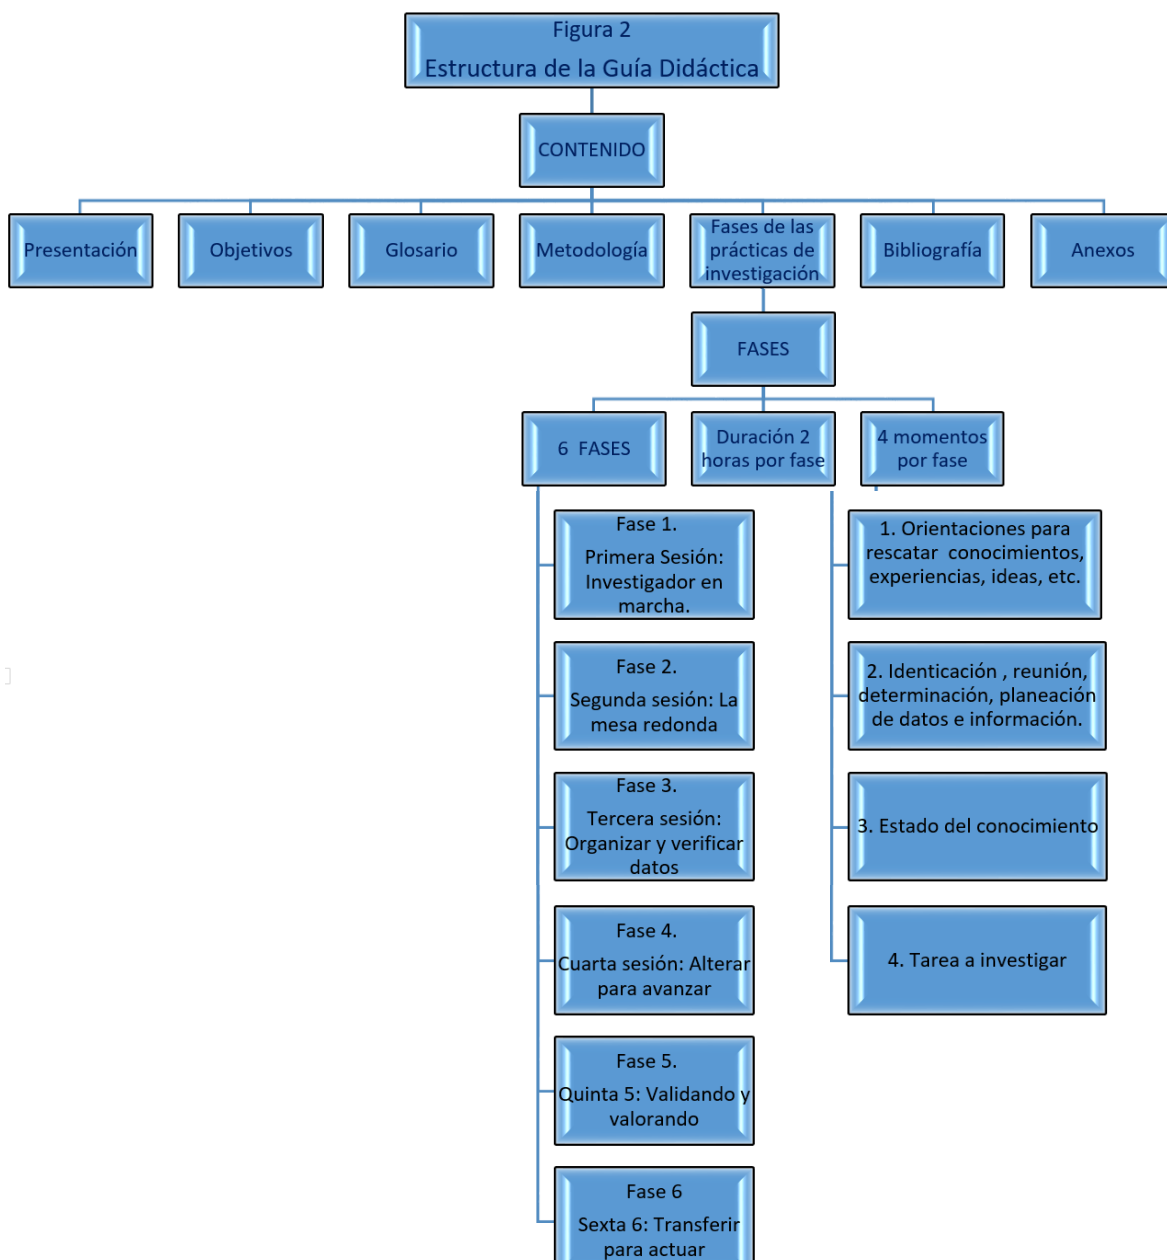 Figura 2
Estructura de la Guía Didáctica
CONTENIDO
Presentación
Objetivos
Glosario
Metodología
Fases de las
prácticas de
investigación
Bibliografía
Anexos
FASES
6 FASES
Duración 2
horas por fase
4 momentos
por fase
Fase 1.
Primera Sesión:
Investigador en
marcha.
Fase 2.
Segunda sesión: La
mesa redonda
Fase 3.
Tercera sesión:
Organizar y verificar
datos
Fase 4.
Cuarta sesión: Alterar
para avanzar
Fase 5.
Quinta 5: Validando y
valorando
Fase 6
Sexta 6: Transferir
para actuar
1. Orientaciones para
rescatar conocimientos,
experiencias, ideas, etc.
2. Identicación , reunión,
determinación, planeación
de datos e información.
3. Estado del conocimiento
4. Tarea a investigar